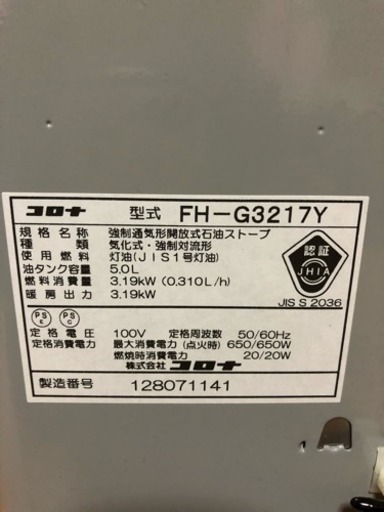 コロナ 型式 FH-G3217Y
規格名称 強制通気形開放式石油ストーブ
種類 気化式・強制対流形
使用燃料 灯油(JIS1号灯油)
油タンク容量 5.0L
燃料消費量 3.19kW (0.310L/h)
暖房出力 3.19kW
認証
JHIA
JIS S 2036
PS E PS C
定格電圧 100V 定格周波数 50/60Hz
定格消費電力 最大消費電力 (点火時) 650/650W
燃焼時消費電力 20/20W
株式会社 コロナ
製造番号 128071141